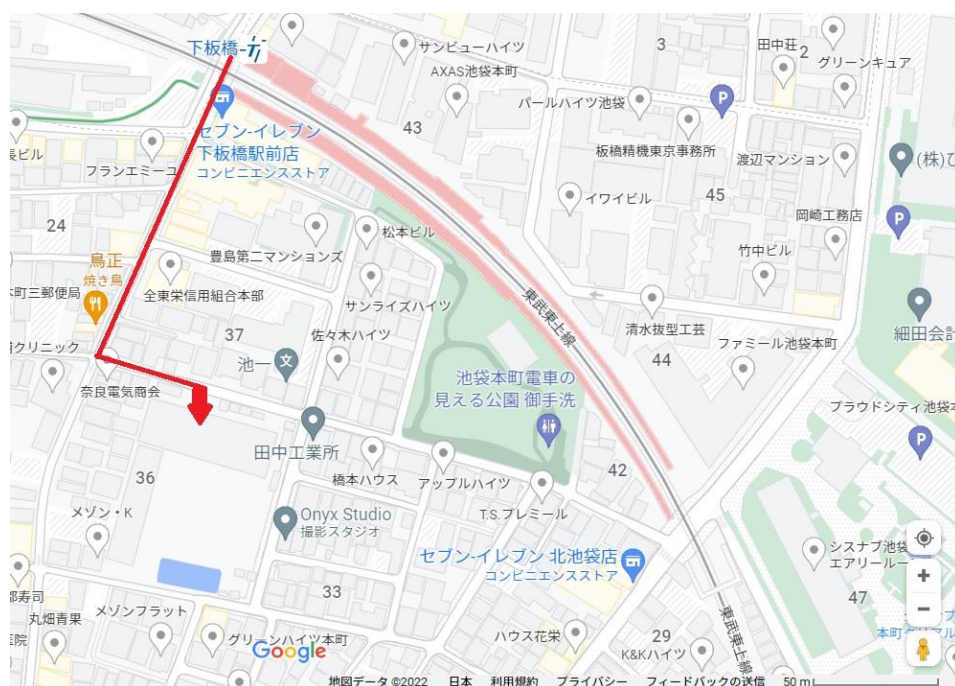 下板橋
サンビューハイツ
AXAS池袋本町
3
田中荘
2
グリーンキュア
パールハイツ池袋
P
43
セブン-イレブン
下板橋駅前店
コンビニエンスストア
板橋精機東京事務所
渡辺マンション
(株)ひ
フランエミーユ
45
イワイビル
岡崎工務店
P
24
松本ビル
豊島第二マンションズ
竹中ビル
鳥正
焼き鳥
町三郵便局
全東栄信用組合本部
サンライズハイツ
東武東上線
清水抜型工芸
細田会計
37
佐々木ハイツ
44
ファミール池袋本町
クリニック
奈良電気商会
池一
文
池袋本町電車の
見える公園 御手洗
プラウドシティ池袋本
P
田中工業所
36
橋本ハウス
アップルハイツ
42
メゾン・K
Onyx Studio
撮影スタジオ
T.S.プレミール
セブン-イレブン 北池袋店
コンビニエンスストア
システブ池袋
エアリールー
33
47
寿司
メゾンフラット
丸畑青果
医院
グリーンハイツ本町
ハウス花栄
29
K&Kハイツ
東武東上線
Google
地図データ ©2022 日本 利用規約 プライバシー フィードバックの送信 50 m